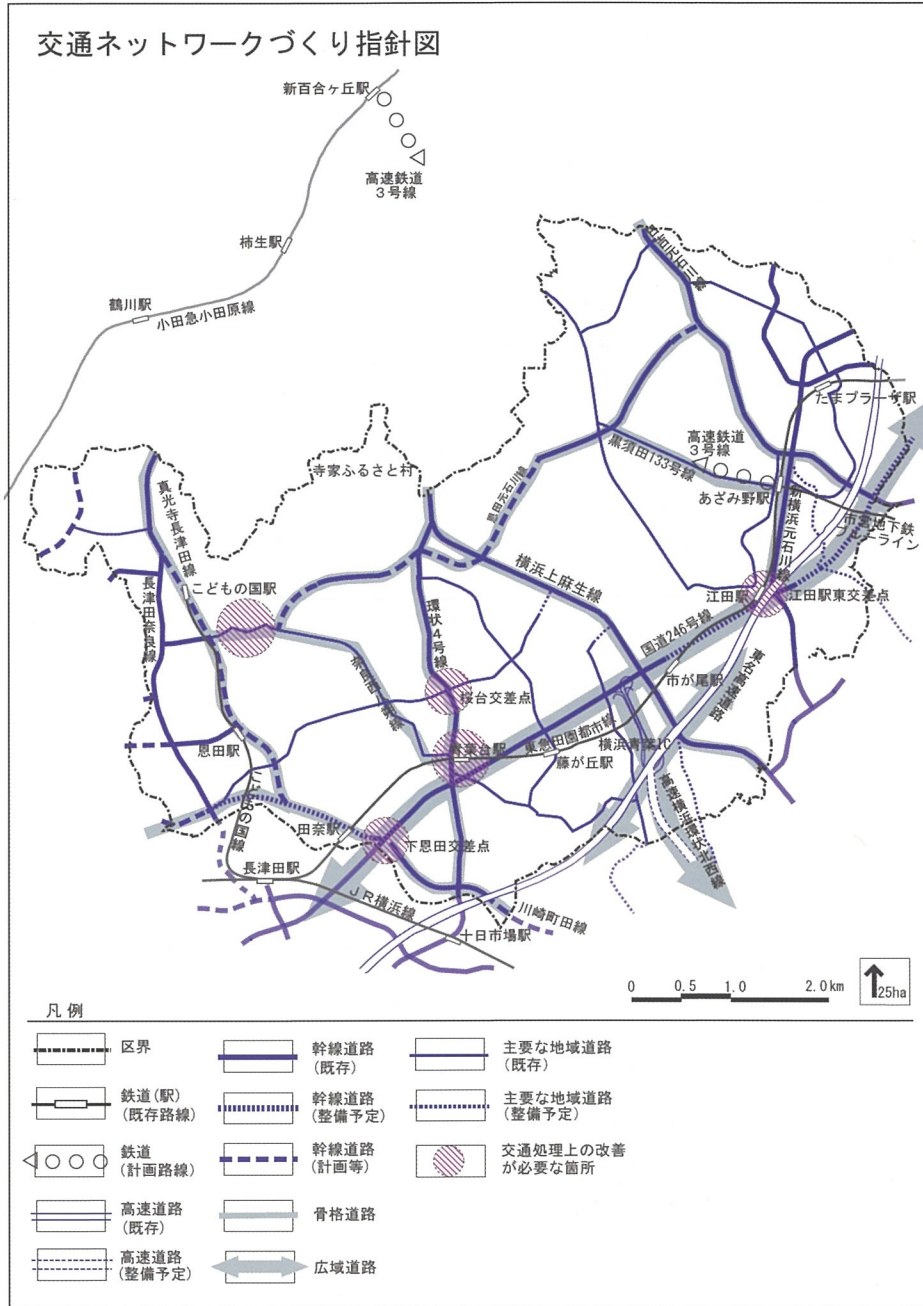 交通ネットワークづくり指針図
新百合ヶ丘駅
高速鉄道
３号線
柿生駅
鶴川駅
小田急小田原線
たまプラーザ駅
高速鉄道
３号線
黒須田133号線
あざみ野駅
新横浜元石川線
市営地下鉄
ブルーライン
寺家ふるさと村
恩田元石川線
真光寺長津田線
こどもの国駅
横浜上麻生線
江田駅
江田駅東交差点
長津田奈良線
環状４号線
国道246号線
市が尾駅
東名高速道路
桜台交差点
恩田駅
青葉台駅
東急田園都市線
藤が丘駅
横浜青葉IC
こどもの国線
高速横浜環状北西線
田奈駅
下恩田交差点
長津田駅
ＪＲ横浜線
川崎町田線
十日市場駅
0 0.5 1.0 2.0km
25ha
凡例
区界
鉄道(駅)
(既存路線)
鉄道
(計画路線)
高速道路
(既存)
高速道路
(整備予定)
幹線道路
(既存)
幹線道路
(整備予定)
幹線道路
(計画等)
骨格道路
広域道路
主要な地域道路
(既存)
主要な地域道路
(整備予定)
交通処理上の改善
が必要な箇所